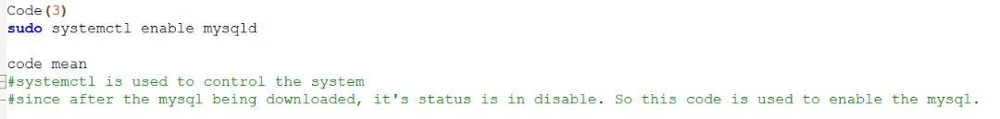 Code(3)
sudo systemctl enable mysqld
code mean
#systemctl is used to control the system
#since after the mysql being downloaded, it's status is in disable. So this code is used to enable the mysql.